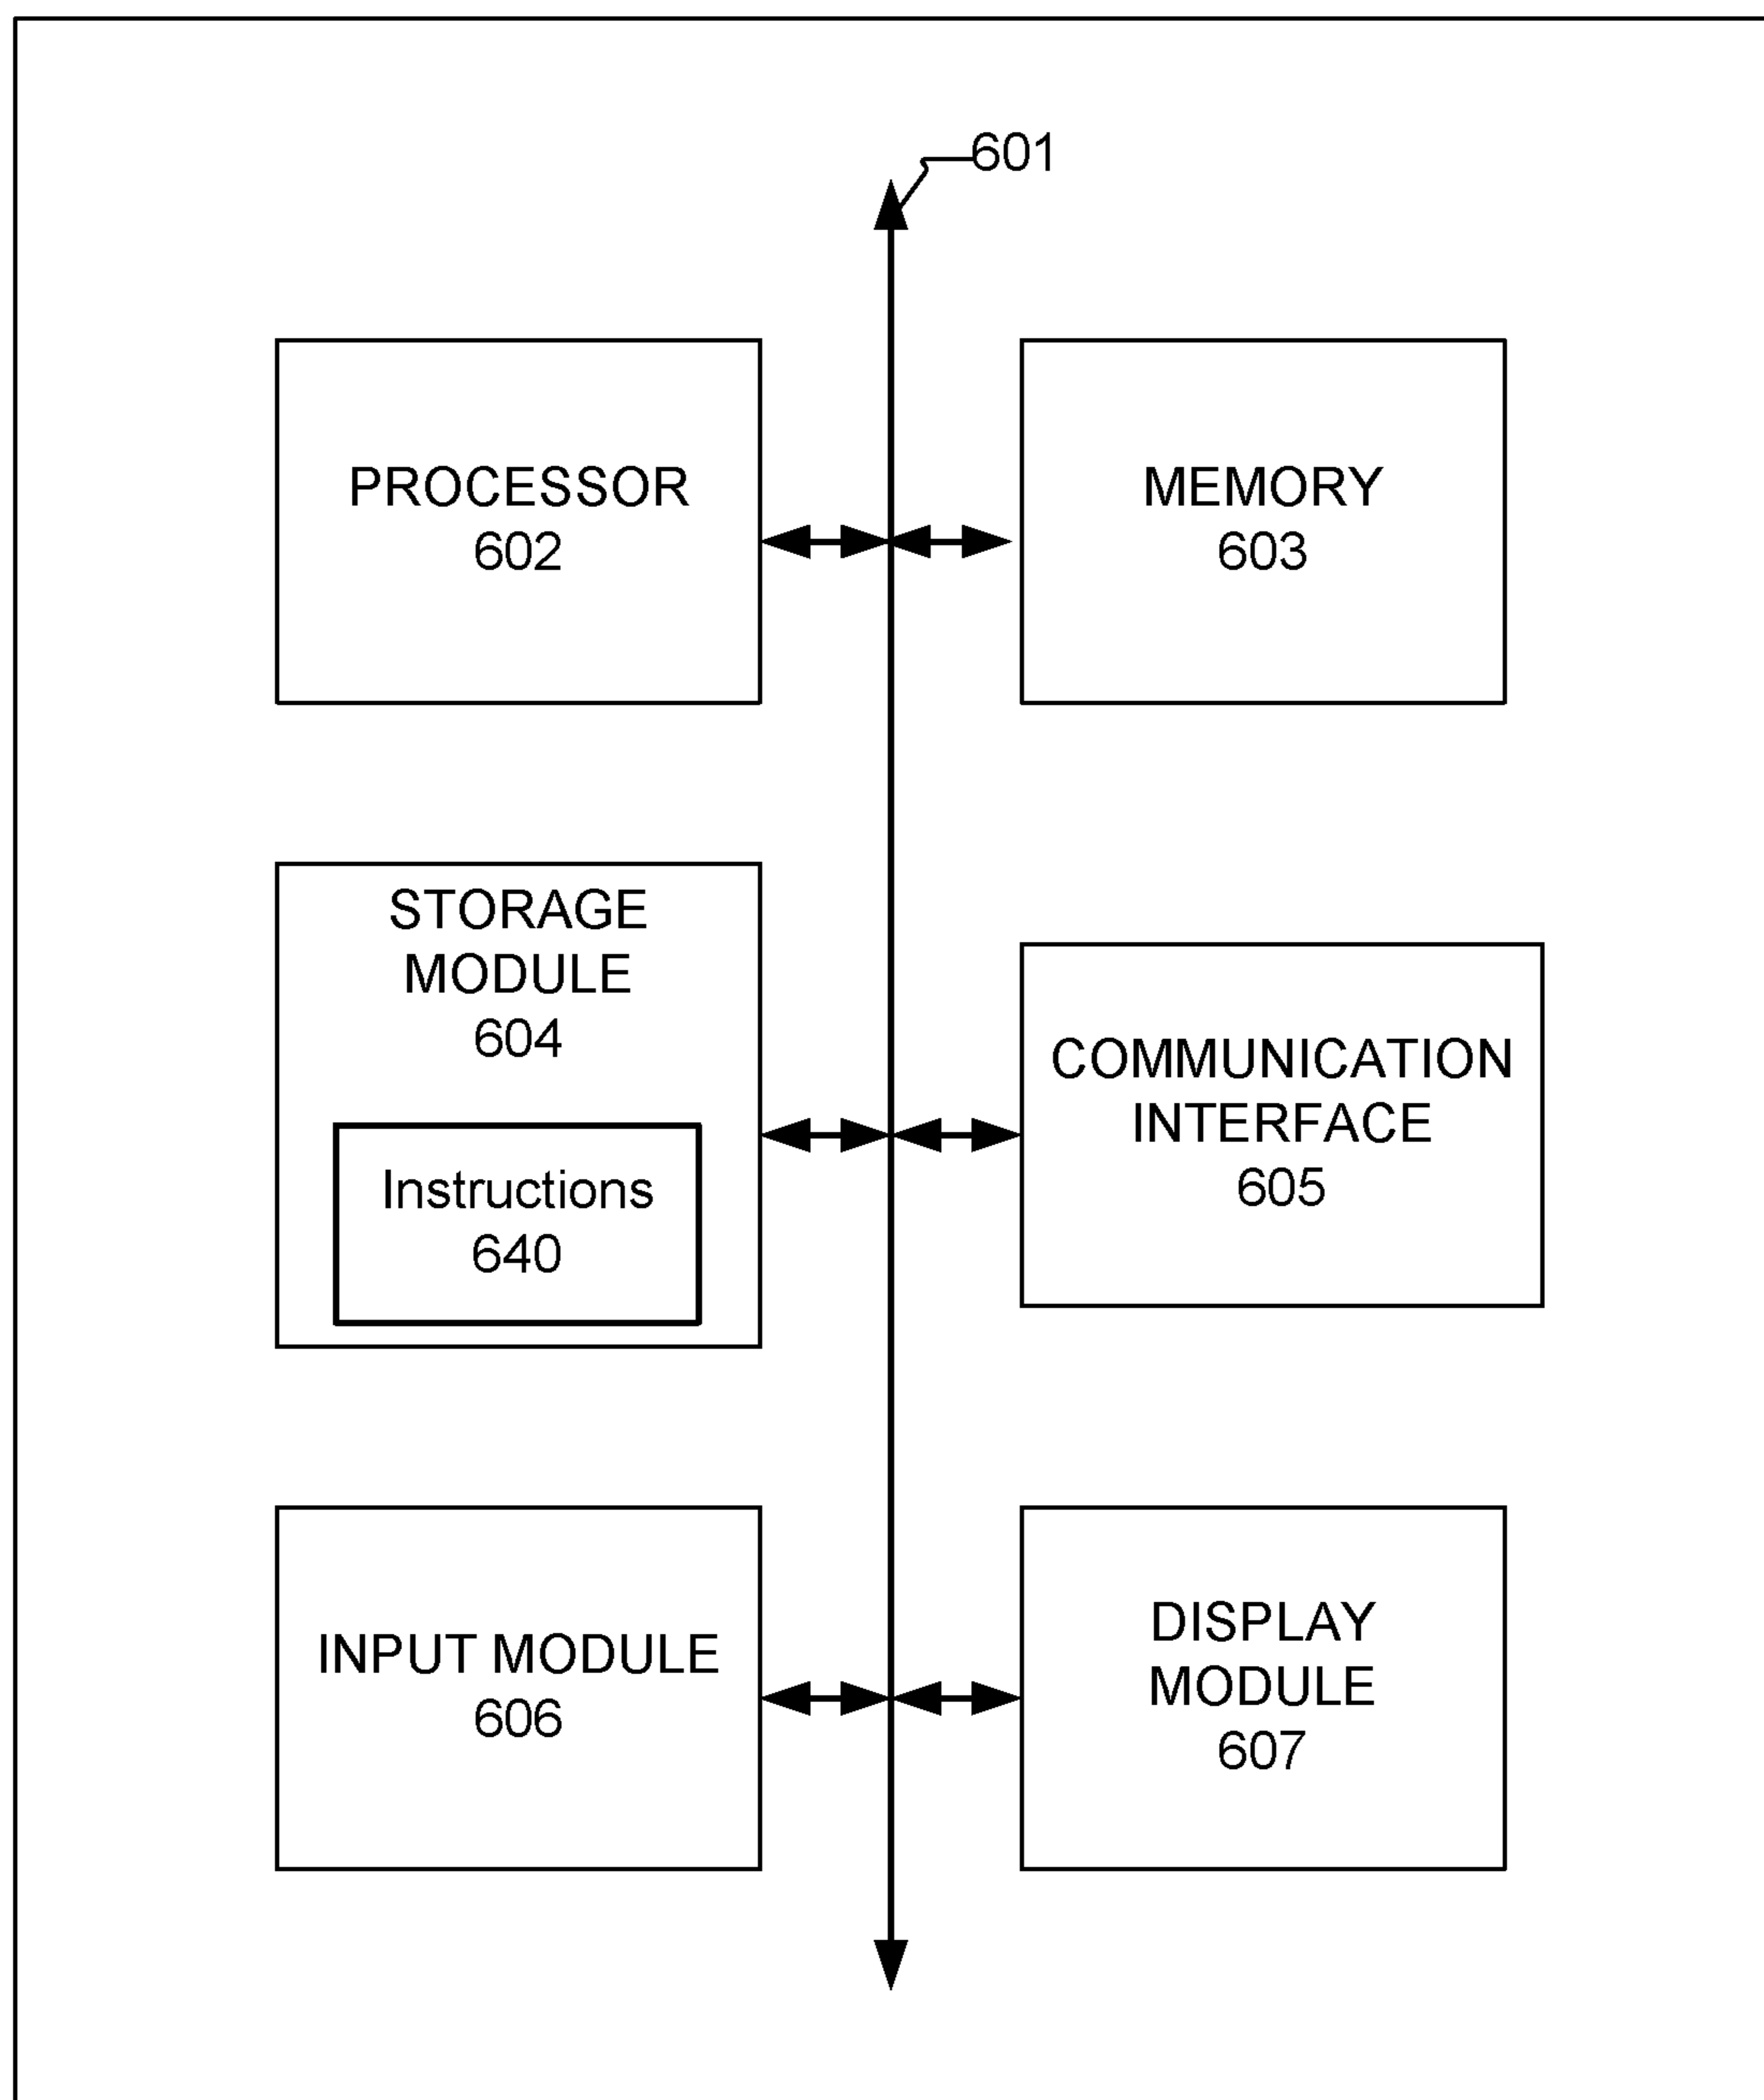 601
PROCESSOR
602
MEMORY
603
STORAGE
MODULE
604
Instructions
640
COMMUNICATION
INTERFACE
605
INPUT MODULE
606
DISPLAY
MODULE
607